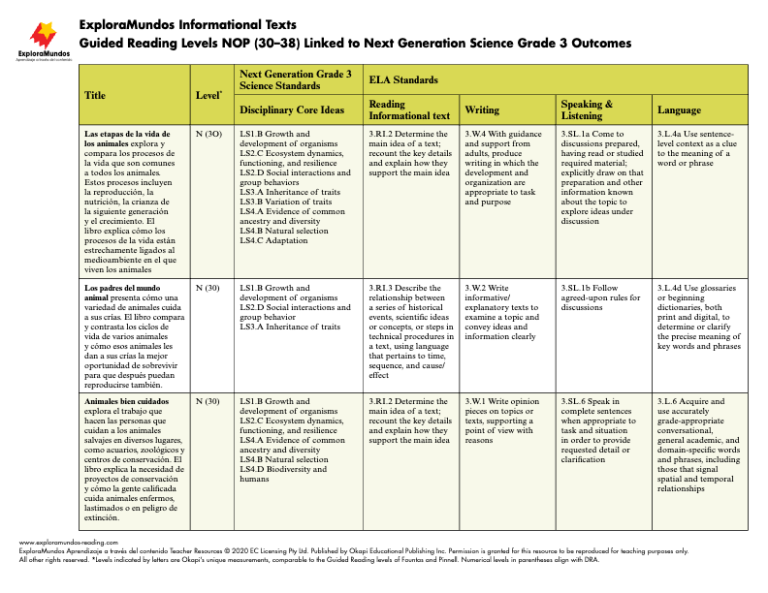 ExploraMundos Informational Texts
Guided Reading Levels NOP (30–38) Linked to Next Generation Science Grade 3 Outcomes
ExploraMundos
Aprendizaje a través del contenido
Title
Level*
Next Generation Grade 3
Science Standards
ELA Standards
Disciplinary Core Ideas
Reading
Informational text
Writing
Speaking &
Listening
Language
Las etapas de la vida de
los animales explora y
compara los procesos de
la vida que son comunes
a todos los animales.
Estos procesos incluyen
la reproducción, la
nutrición, la crianza de
la siguiente generación
y el crecimiento. El
libro explica cómo los
procesos de la vida están
estrechamente ligados al
medioambiente en el que
viven los animales
N (3O)
LS1.B Growth and
development of organisms
LS2.C Ecosystem dynamics,
functioning, and resilience
LS2.D Social interactions and
group behaviors
LS3.A Inheritance of traits
LS3.B Variation of traits
LS4.A Evidence of common
ancestry and diversity
LS4.B Natural selection
LS4.C Adaptation
3.RI.2 Determine the
main idea of a text;
recount the key details
and explain how they
support the main idea
3.W.4 With guidance
and support from
adults, produce
writing in which the
development and
organization are
appropriate to task
and purpose
3.SL.1a Come to
discussions prepared,
having read or studied
required material;
explicitly draw on that
preparation and other
information known
about the topic to
explore ideas under
discussion
3.L.4a Use sentence-
level context as a clue
to the meaning of a
word or phrase
Los padres del mundo
animal presenta cómo una
variedad de animales cuida
a sus crías. El libro compara
y contrasta los ciclos de
vida de varios animales
y cómo esos animales les
dan a sus crías la mejor
oportunidad de sobrevivir
para que después puedan
reproducirse también.
N (30)
LS1.B Growth and
development of organisms
LS2.D Social interactions and
group behavior
LS3.A Inheritance of traits
3.RI.3 Describe the
relationship between
a series of historical
events, scientific ideas
or concepts, or steps in
technical procedures in
a text, using language
that pertains to time,
sequence, and cause/
effect
3.W.2 Write
informative/
explanatory texts to
examine a topic and
convey ideas and
information clearly
3.SL.1b Follow
agreed-upon rules for
discussions
3.L.4d Use glossaries
or beginning
dictionaries, both
print and digital, to
determine or clarify
the precise meaning of
key words and phrases
Animales bien cuidados
explora el trabajo que
hacen las personas que
cuidan a los animales
salvajes en diversos lugares,
como acuarios, zoológicos y
centros de conservación. El
libro explica la necesidad de
proyectos de conservación
y cómo la gente calificada
cuida animales enfermos,
lastimados o en peligro de
extinción.
N (30)
LS1.B Growth and
development of organisms
LS2.C Ecosystem dynamics,
functioning, and resilience
LS4.A Evidence of common
ancestry and diversity
LS4.B Natural selection
LS4.D Biodiversity and
humans
3.RI.2 Determine the
main idea of a text;
recount the key details
and explain how they
support the main idea
3.W.1 Write opinion
pieces on topics or
texts, supporting a
point of view with
reasons
3.SL.6 Speak in
complete sentences
when appropriate to
task and situation
in order to provide
requested detail or
clarification
3.L.6 Acquire and
use accurately
grade-appropriate
conversational,
general academic, and
domain-specific words
and phrases, including
those that signal
spatial and temporal
relationships
www.exploramundos-reading.com
ExploraMundos Aprendizaje a través del contenido Teacher Resources © 2020 EC Licensing Pty Ltd. Published by Okapi Educational Publishing Inc. Permission is granted for this resource to be reproduced for teaching purposes only.
All other rights reserved. *Levels indicated by letters are Okapi's unique measurements, comparable to the Guided Reading levels of Fountas and Pinnell. Numerical levels in parentheses align with DRA.